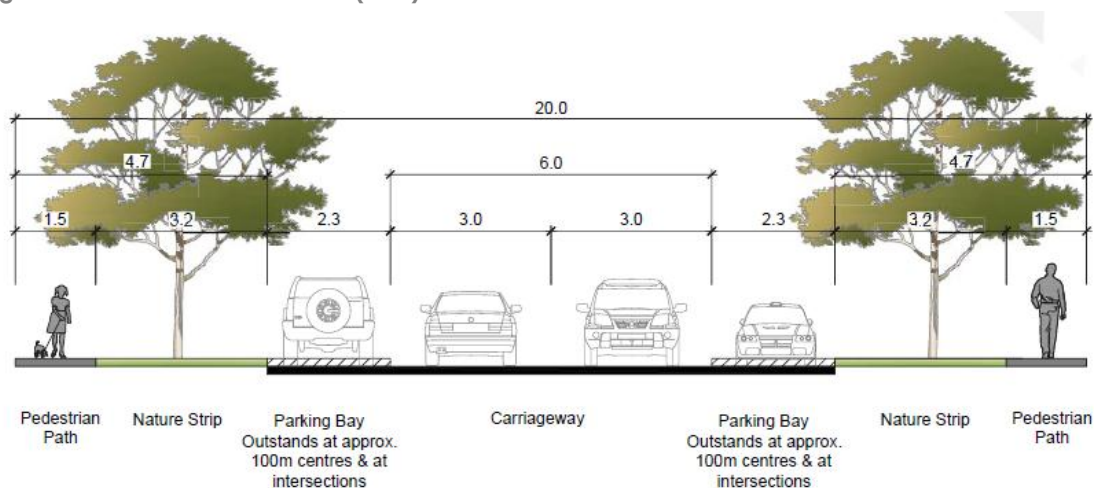 20.0
4.7 6.0 4.7
1.5 3.2 2.3 3.0 3.0 2.3 3.2 1.5
Pedestrian
Path
Nature Strip
Parking Bay
Outstands at approx.
100m centres & at
intersections
Carriageway
Parking Bay
Outstands at approx.
100m centres & at
intersections
Nature Strip
Pedestrian
Path